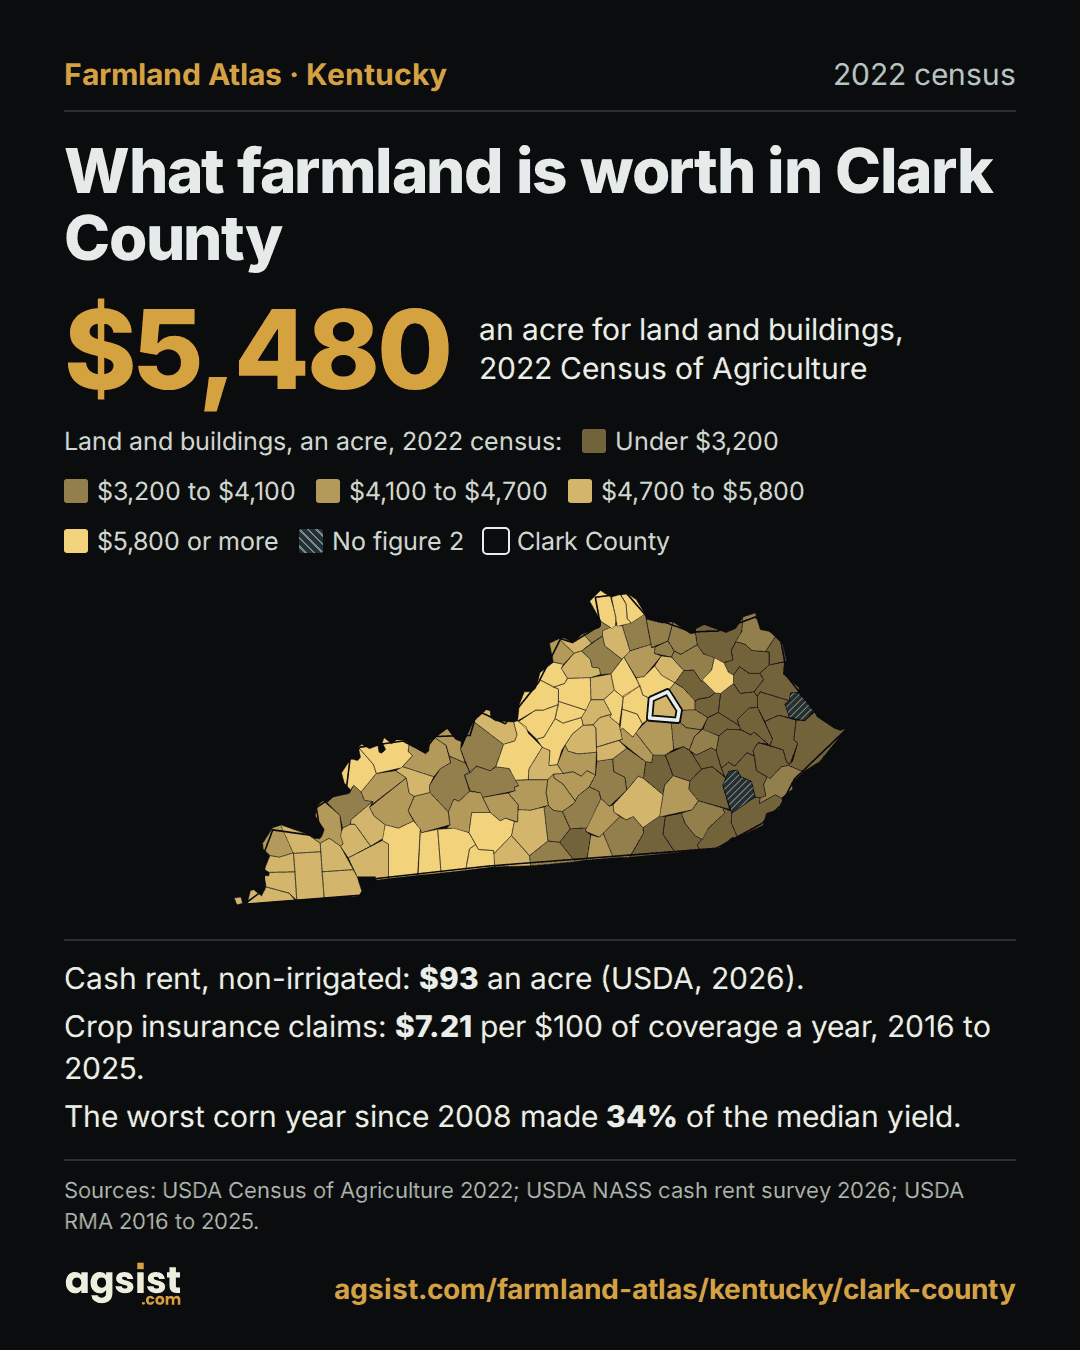 Farmland Atlas · Kentucky
2022 census
What farmland is worth in Clark
County
$5,480
an acre for land and buildings,
2022 Census of Agriculture
Land and buildings, an acre, 2022 census:
Under $3,200
$3,200 to $4,100
$4,100 to $4,700
$4,700 to $5,800
$5,800 or more
No figure 2
Clark County
Cash rent, non-irrigated: $93 an acre (USDA, 2026).
Crop insurance claims: $7.21 per $100 of coverage a year, 2016 to
2025.
The worst corn year since 2008 made 34% of the median yield.
Sources: USDA Census of Agriculture 2022; USDA NASS cash rent survey 2026; USDA
RMA 2016 to 2025.
agsist
.com
agsist.com/farmland-atlas/kentucky/clark-county